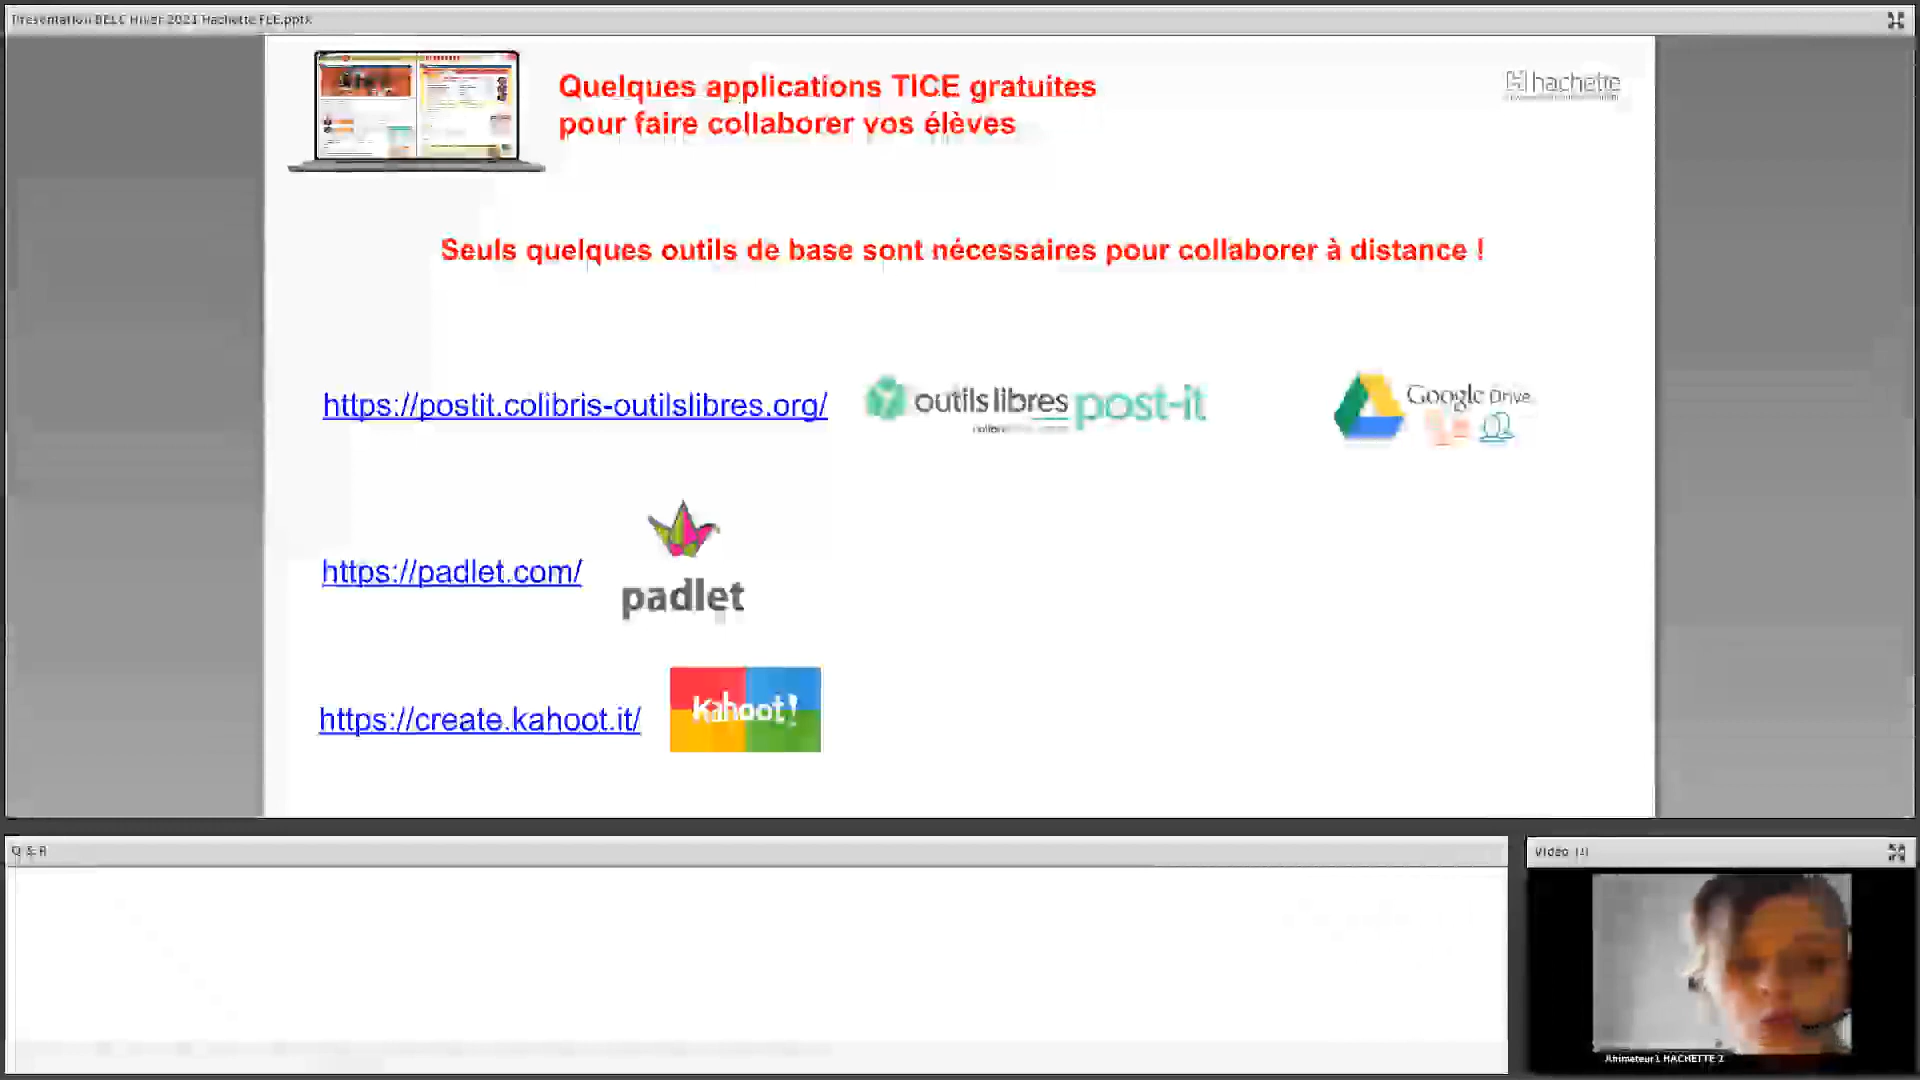 Presentation BELC Hiver 2021 Hachette FLE.pptx
Quelques applications TICE gratuites
pour faire collaborer vos élèves
hachette
Seuls quelques outils de base sont nécessaires pour collaborer à distance !
https://postit.colibris-outilslibres.org/
outils libres post-it
Google Drive
https://padlet.com/
padlet
https://create.kahoot.it/
Kahoot!
Q & R
Vidéo
Animateur1 HACHETTE 2